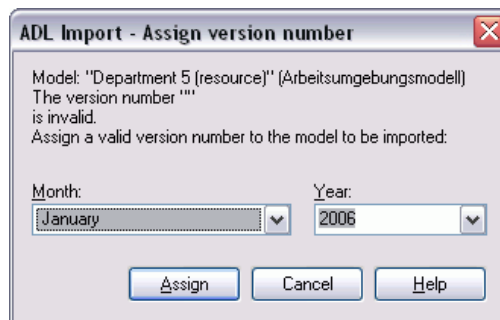 ADL Import - Assign version number
Model: "Department 5 (resource)" (Arbeitsumgebungsmodell)
The version number ""
is invalid.
Assign a valid version number to the model to be imported:
Month: Year:
January 2006
Assign Cancel Help